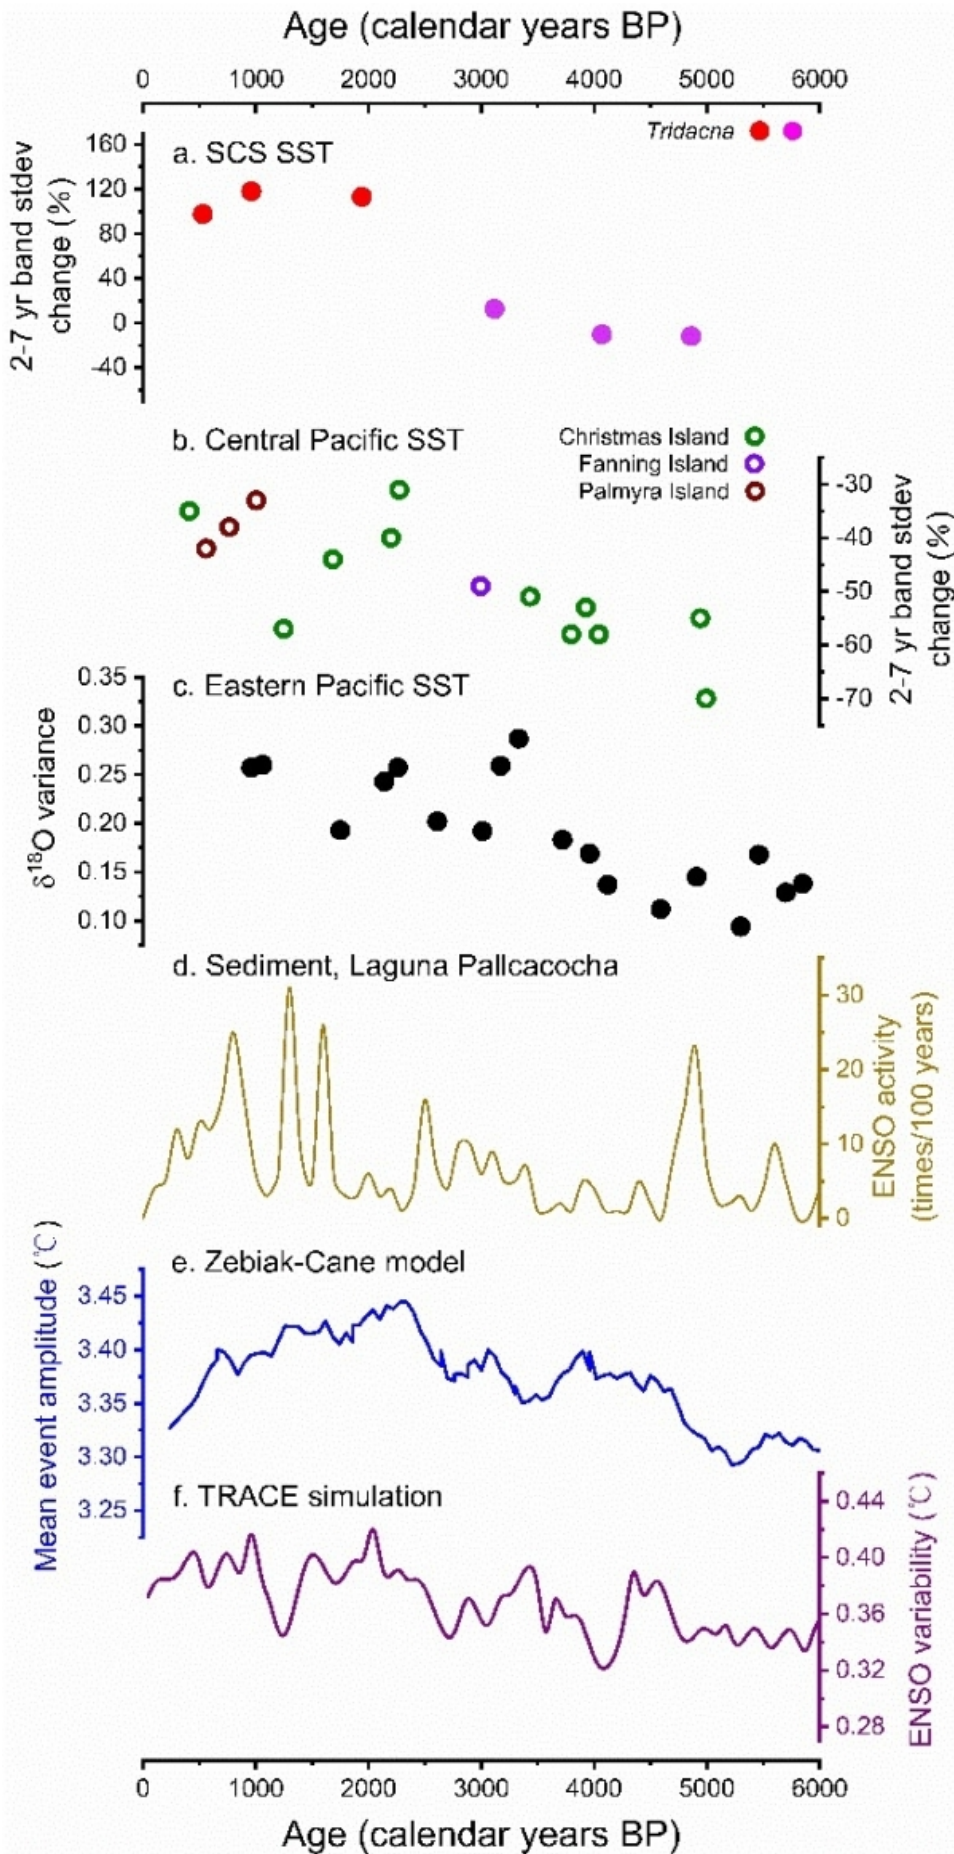 Age (calendar years BP)
0 1000 2000 3000 4000 5000 6000
Tridacna
a. SCS SST
2-7 yr band stdev
change (%)
160
120
80
40
0
-40
b. Central Pacific SST
Christmas Island
Fanning Island
Palmyra Island
2-7 yr band stdev
change (%)
-30
-40
-50
-60
-70
c. Eastern Pacific SST
δ¹⁸O variance
0.35
0.30
0.25
0.20
0.15
0.10
d. Sediment, Laguna Pallcacocha
ENSO activity
(times/100 years)
30
20
10
0
e. Zebiak-Cane model
Mean event amplitude (℃)
3.45
3.40
3.35
3.30
3.25
f. TRACE simulation
ENSO variability (℃)
0.44
0.40
0.36
0.32
0.28
0 1000 2000 3000 4000 5000 6000
Age (calendar years BP)